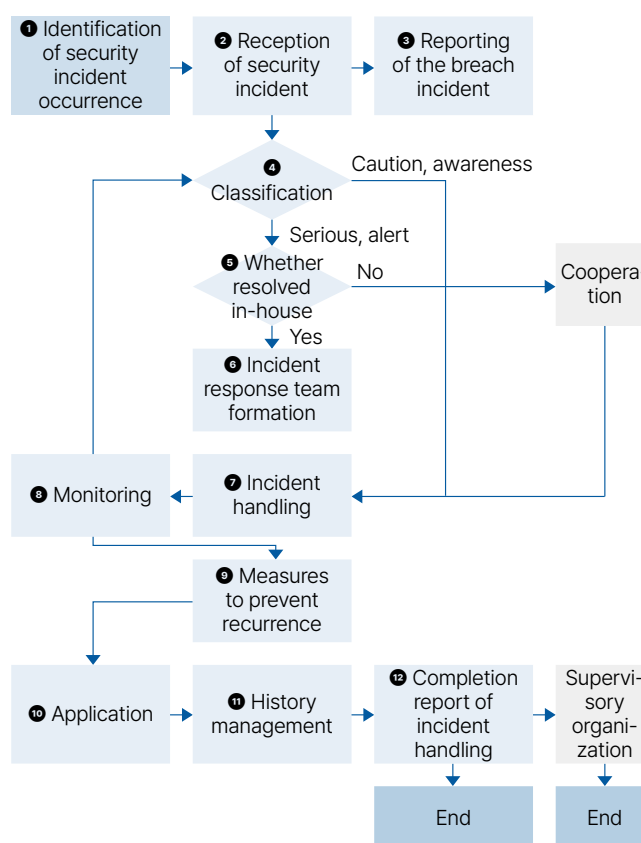 ❶ Identification
of security
incident
occurrence
❷ Reception
of security
incident
❸ Reporting
of the breach
incident
❹
Classification
Caution, awareness
Serious, alert
❺ Whether
resolved
in-house
No
Coopera-
tion
Yes
❻ Incident
response team
formation
❽ Monitoring
❼ Incident
handling
❾ Measures
to prevent
recurrence
❿ Application
⓫ History
management
⓬ Completion
report of
incident
handling
Supervi-
sory
organi-
zation
End
End